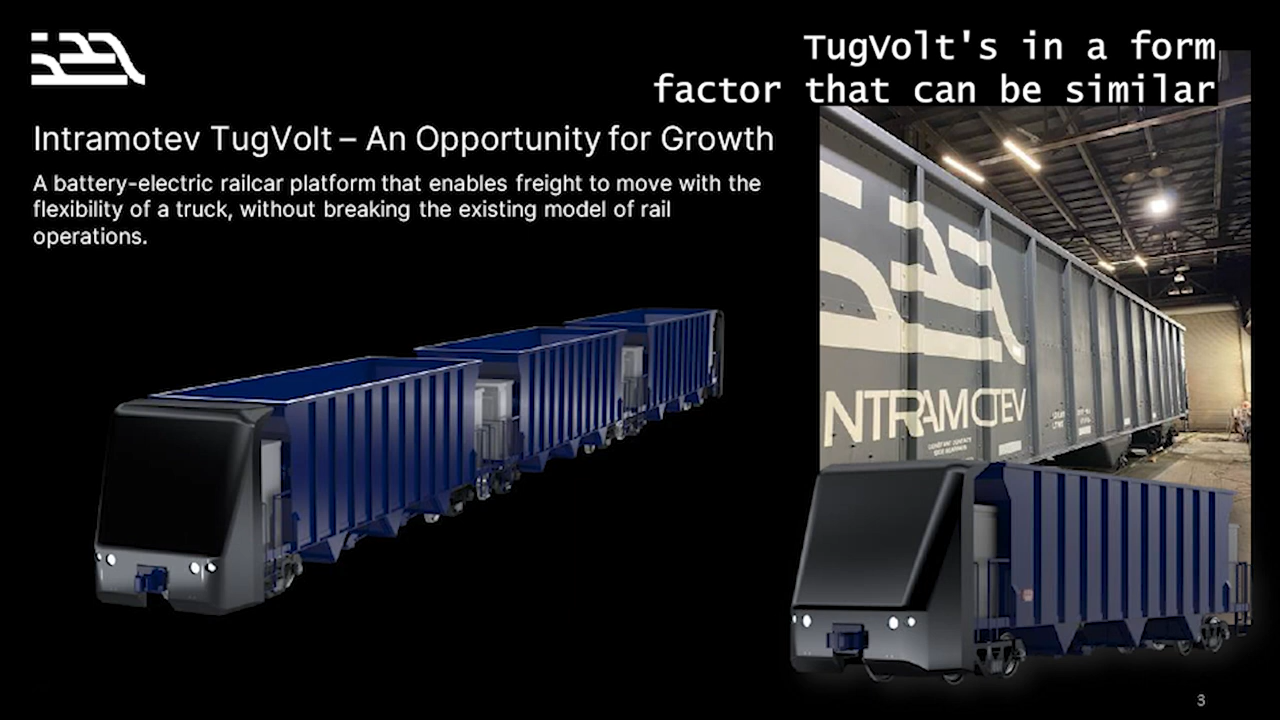 TugVolt's in a form
factor that can be similar
Intramotev TugVolt – An Opportunity for Growth
A battery-electric railcar platform that enables freight to move with the
flexibility of a truck, without breaking the existing model of rail
operations.
NTRAMOTEV
3